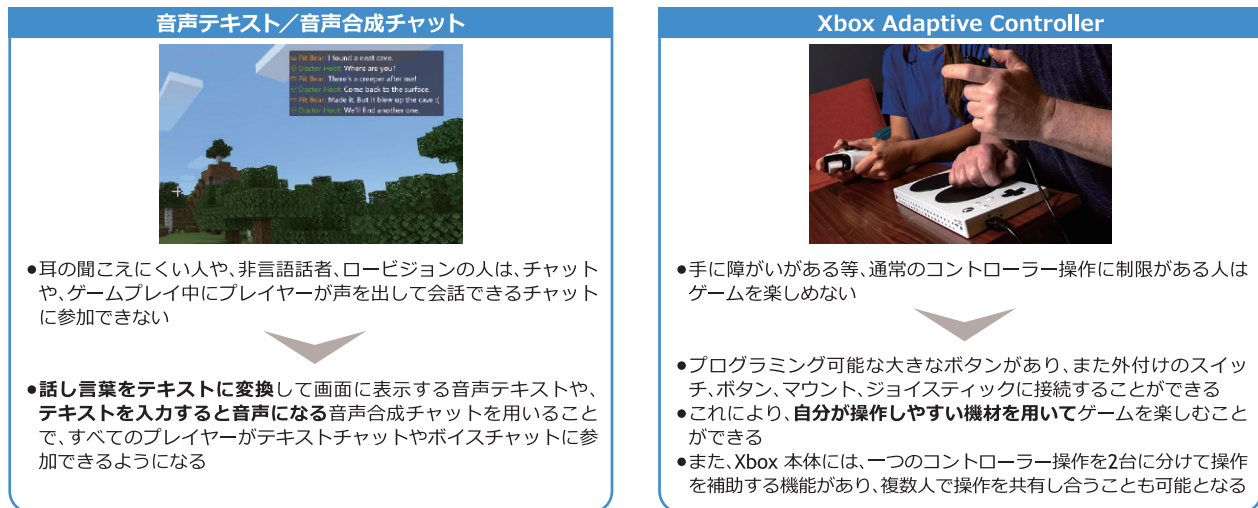 音声テキスト／音声合成チャット
Pit Bear: I found a neat cave.
Doctor Hoot: Where are you?
Pit Bear: There's a creeper after me!
Doctor Hoot: Come back to the surface.
Pit Bear: Made it. But it blew up the cave :(
Doctor Hoot: We'll find another one.
●耳の聞こえにくい人や、非言語話者、ロービジョンの人は、チャット
や、ゲームプレイ中にプレイヤーが声を出して会話できるチャット
に参加できない
●話し言葉をテキストに変換して画面に表示する音声テキストや、
テキストを入力すると音声になる音声合成チャットを用いること
で、すべてのプレイヤーがテキストチャットやボイスチャットに参
加できるようになる
Xbox Adaptive Controller
●手に障がいがある等、通常のコントローラー操作に制限がある人は
ゲームを楽しめない
●プログラミング可能な大きなボタンがあり、また外付けのスイッ
チ、ボタン、マウント、ジョイスティックに接続することができる
●これにより、自分が操作しやすい機材を用いてゲームを楽しむこと
ができる
●また、Xbox 本体には、一つのコントローラー操作を2台に分けて操作
を補助する機能があり、複数人で操作を共有し合うことも可能となる